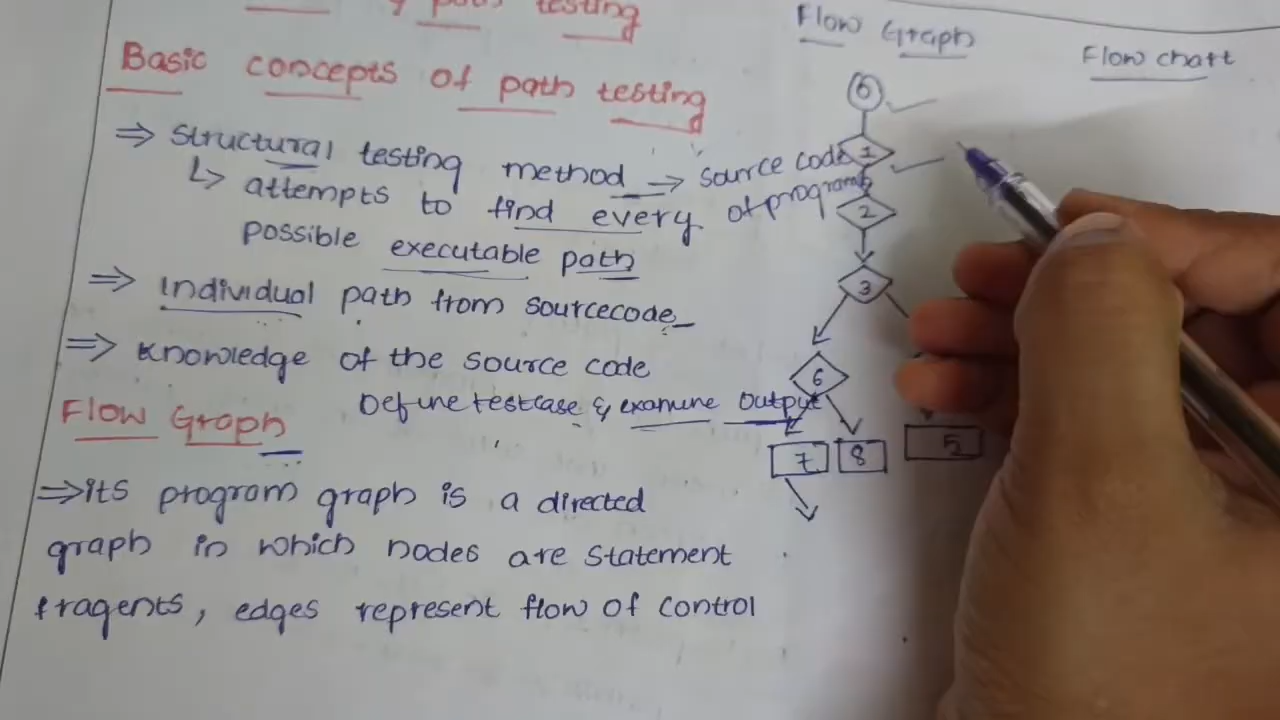 path testing
Basic concepts of path testing
⇒ Structural testing method → source code
of program
↳ attempts to find every
possible executable path
⇒ Individual path from sourcecode
⇒ Knowledge of the source code
Define testcase & examine output
Flow Graph
⇒ its program graph is a directed
graph in which nodes are statement
fragents, edges represent flow of control
Flow Graph
1
2
3
6
7
8
5
Flow chart